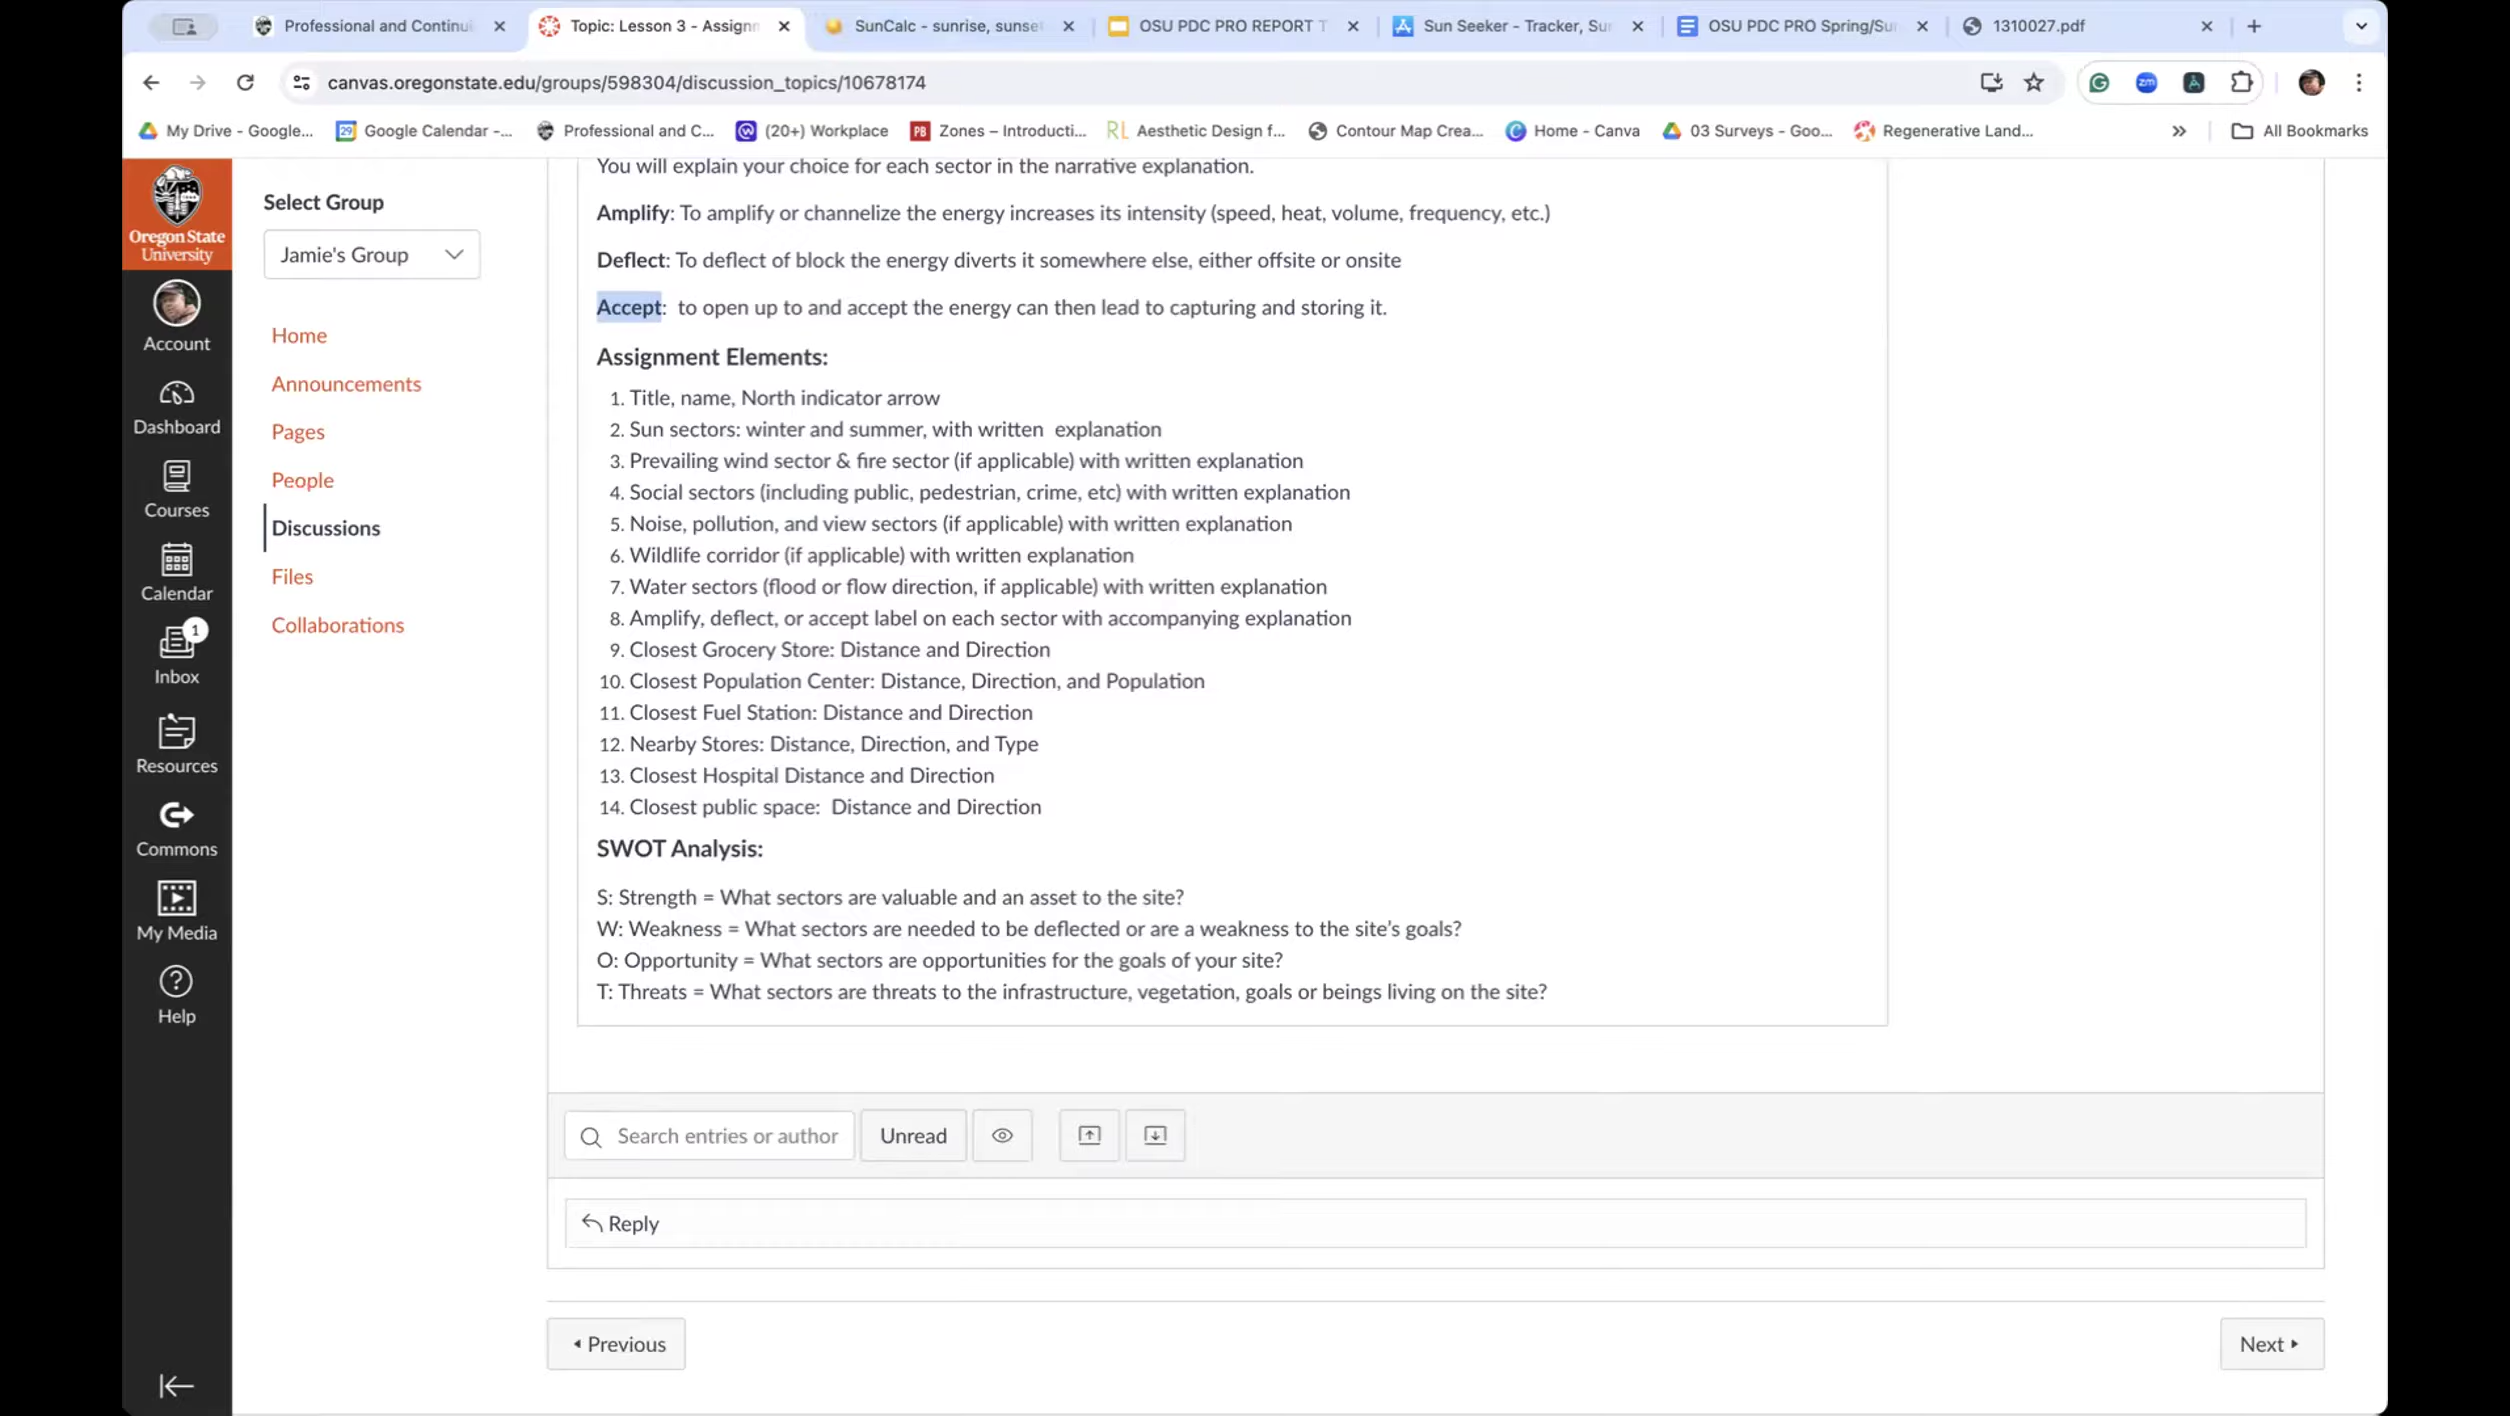 Professional and Continui
Topic: Lesson 3 - Assignm
SunCalc - sunrise, sunset
OSU PDC PRO REPORT T
Sun Seeker - Tracker, Sur
OSU PDC PRO Spring/Su
1310027.pdf
canvas.oregonstate.edu/groups/598304/discussion_topics/10678174
My Drive - Google...
Google Calendar -...
Professional and C...
(20+) Workplace
Zones – Introducti...
Aesthetic Design f...
Contour Map Crea...
Home - Canva
03 Surveys - Goo...
Regenerative Land...
All Bookmarks
Oregon State
University
Account
Dashboard
Courses
Calendar
1
Inbox
Resources
Commons
My Media
Help
Select Group
Jamie's Group
Home
Announcements
Pages
People
Discussions
Files
Collaborations
You will explain your choice for each sector in the narrative explanation.
Amplify: To amplify or channelize the energy increases its intensity (speed, heat, volume, frequency, etc.)
Deflect: To deflect of block the energy diverts it somewhere else, either offsite or onsite
Accept:  to open up to and accept the energy can then lead to capturing and storing it.
Assignment Elements:
1. Title, name, North indicator arrow
2. Sun sectors: winter and summer, with written  explanation
3. Prevailing wind sector & fire sector (if applicable) with written explanation
4. Social sectors (including public, pedestrian, crime, etc) with written explanation
5. Noise, pollution, and view sectors (if applicable) with written explanation
6. Wildlife corridor (if applicable) with written explanation
7. Water sectors (flood or flow direction, if applicable) with written explanation
8. Amplify, deflect, or accept label on each sector with accompanying explanation
9. Closest Grocery Store: Distance and Direction
10. Closest Population Center: Distance, Direction, and Population
11. Closest Fuel Station: Distance and Direction
12. Nearby Stores: Distance, Direction, and Type
13. Closest Hospital Distance and Direction
14. Closest public space:  Distance and Direction
SWOT Analysis:
S: Strength = What sectors are valuable and an asset to the site?
W: Weakness = What sectors are needed to be deflected or are a weakness to the site's goals?
O: Opportunity = What sectors are opportunities for the goals of your site?
T: Threats = What sectors are threats to the infrastructure, vegetation, goals or beings living on the site?
Search entries or author
Unread
Reply
Previous
Next